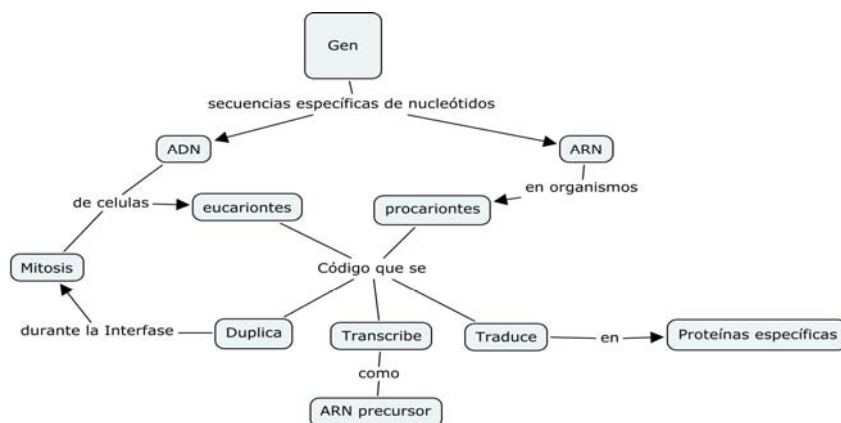 Gen
secuencias específicas de nucleótidos
ADN
ARN
de celulas
eucariontes
procariontes
en organismos
Mitosis
Código que se
durante la Interfase
Duplica
Transcribe
Traduce
en
Proteínas específicas
como
ARN precursor